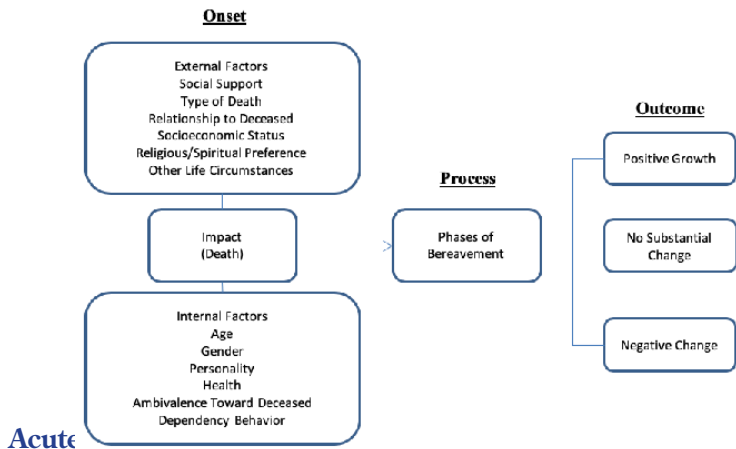 Onset
External Factors
Social Support
Type of Death
Relationship to Deceased
Socioeconomic Status
Religious/Spiritual Preference
Other Life Circumstances
Impact
(Death)
Internal Factors
Age
Gender
Personality
Health
Ambivalence Toward Deceased
Dependency Behavior
Process
Phases of
Bereavement
Outcome
Positive Growth
No Substantial
Change
Negative Change
Acute